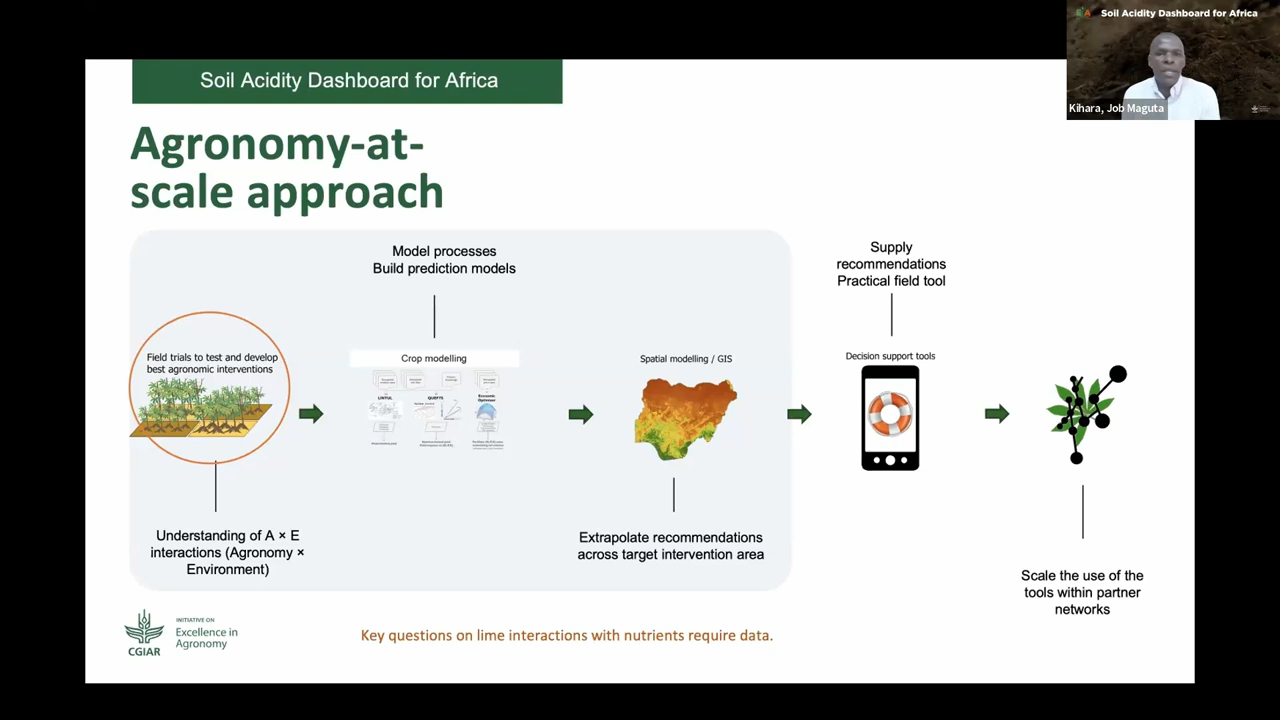 Soil Acidity Dashboard for Africa
Kihara, Job Maguta
Soil Acidity Dashboard for Africa
Agronomy-at-
scale approach
Model processes
Build prediction models
Supply
recommendations
Practical field tool
Field trials to test and develop
best agronomic interventions
Crop modelling
LINTUL
QUEFTS
Economic
Optimizer
Spatial modelling / GIS
Decision support tools
Understanding of A × E
interactions (Agronomy ×
Environment)
Extrapolate recommendations
across target intervention area
Scale the use of the
tools within partner
networks
CGIAR
INITIATIVE ON
Excellence in
Agronomy
Key questions on lime interactions with nutrients require data.